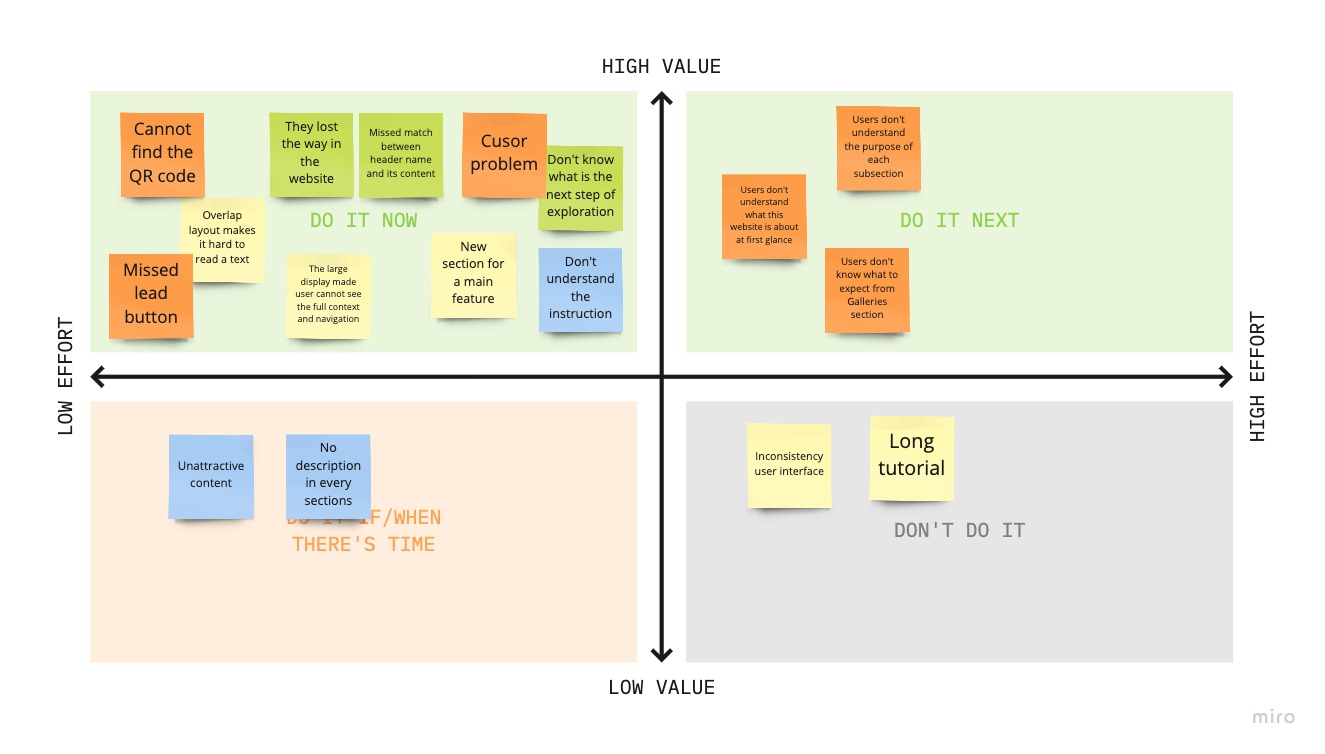 HIGH VALUE
Cannot
find the
QR code
They lost
the way in
the
website
Missed match
between
header name
and its content
Cusor
problem
Don't know
what is the
next step of
exploration
Overlap
layout makes
it hard to
read a text
DO IT NOW
New
section for
a main
feature
Missed
lead
button
The large
display made
user cannot see
the full context
and navigation
Don't
understand
the
instruction
Users don't
understand
the purpose of
each
subsection
Users don't
understand
what this
website is about
at first glance
DO IT NEXT
Users don't
know what to
expect from
Galleries
section
LOW EFFORT
HIGH EFFORT
Unattractive
content
No
description
in every
sections
DO IT IF/WHEN
THERE'S TIME
Inconsistency
user interface
Long
tutorial
DON'T DO IT
LOW VALUE
miro